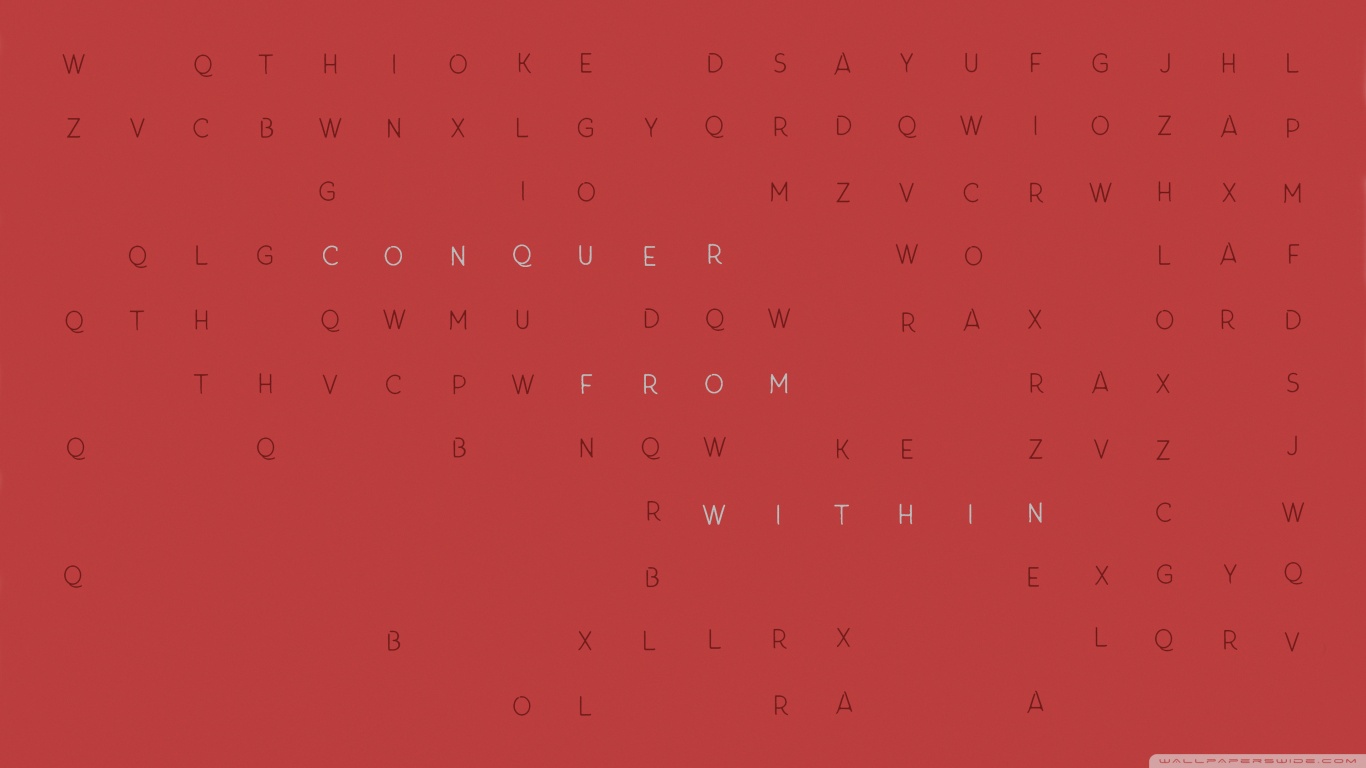 W Q T H I O K E D S A Y U F G J H L
Z V C B W N X L G Y Q R D Q W I O Z A P
G I O M Z V C R W H X M
Q L G C O N Q U E R W O L A F
Q T H Q W M U D Q W R A X O R D
T H V C P W F R O M R A X S
Q Q B N Q W K E Z V Z J
R W I T H I N C W
Q B E X G Y Q
B X L L R X L Q R V
O L R A A
WALLPAPERSWIDE.COM